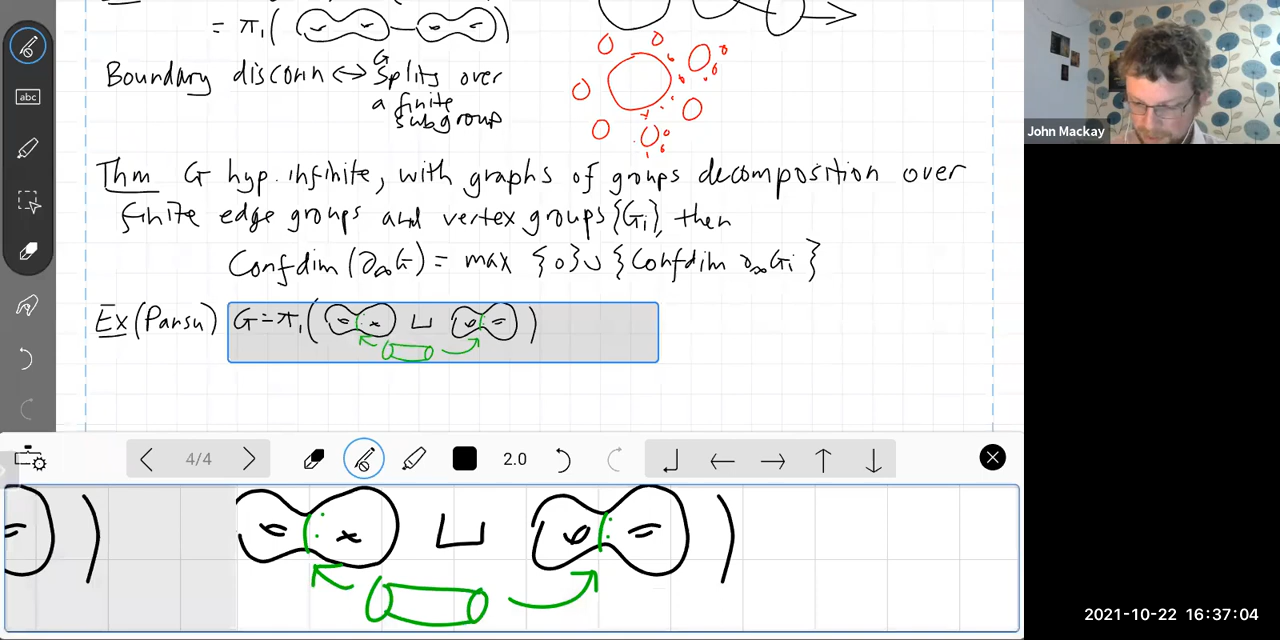 = π₁( )
Boundary disconn ↔ G splits over
a finite
subgroup
Thm G hyp. infinite, with graphs of groups decomposition over
finite edge groups and vertex groups {Gi}, then
Confdim (∂∞G) = max {0} ∪ {Confdim ∂∞Gi}
Ex (Pansu) G = π₁( ⊔ )
John Mackay
abc
4/4
2.0
⊔ )
)
2021-10-22 16:37:04